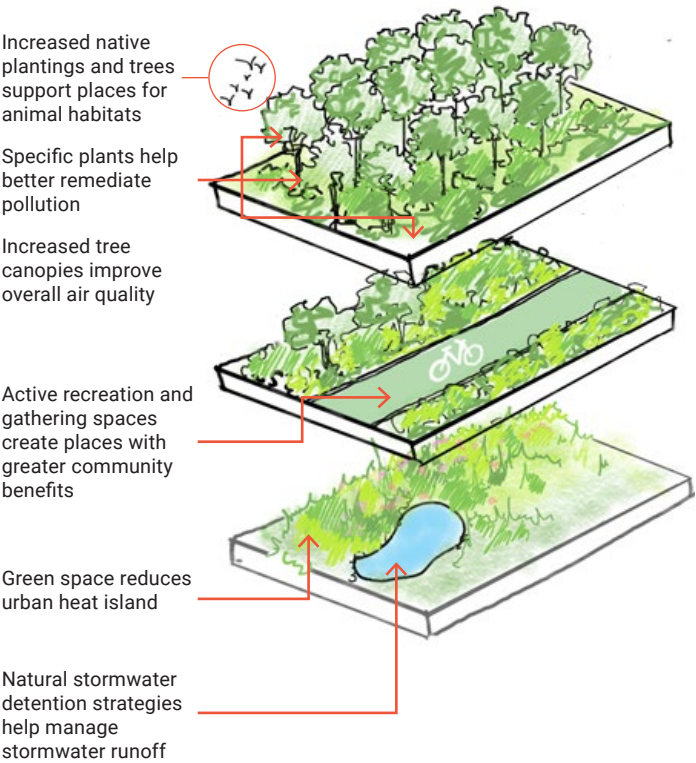 Increased native
plantings and trees
support places for
animal habitats
Specific plants help
better remediate
pollution
Increased tree
canopies improve
overall air quality
Active recreation and
gathering spaces
create places with
greater community
benefits
Green space reduces
urban heat island
Natural stormwater
detention strategies
help manage
stormwater runoff